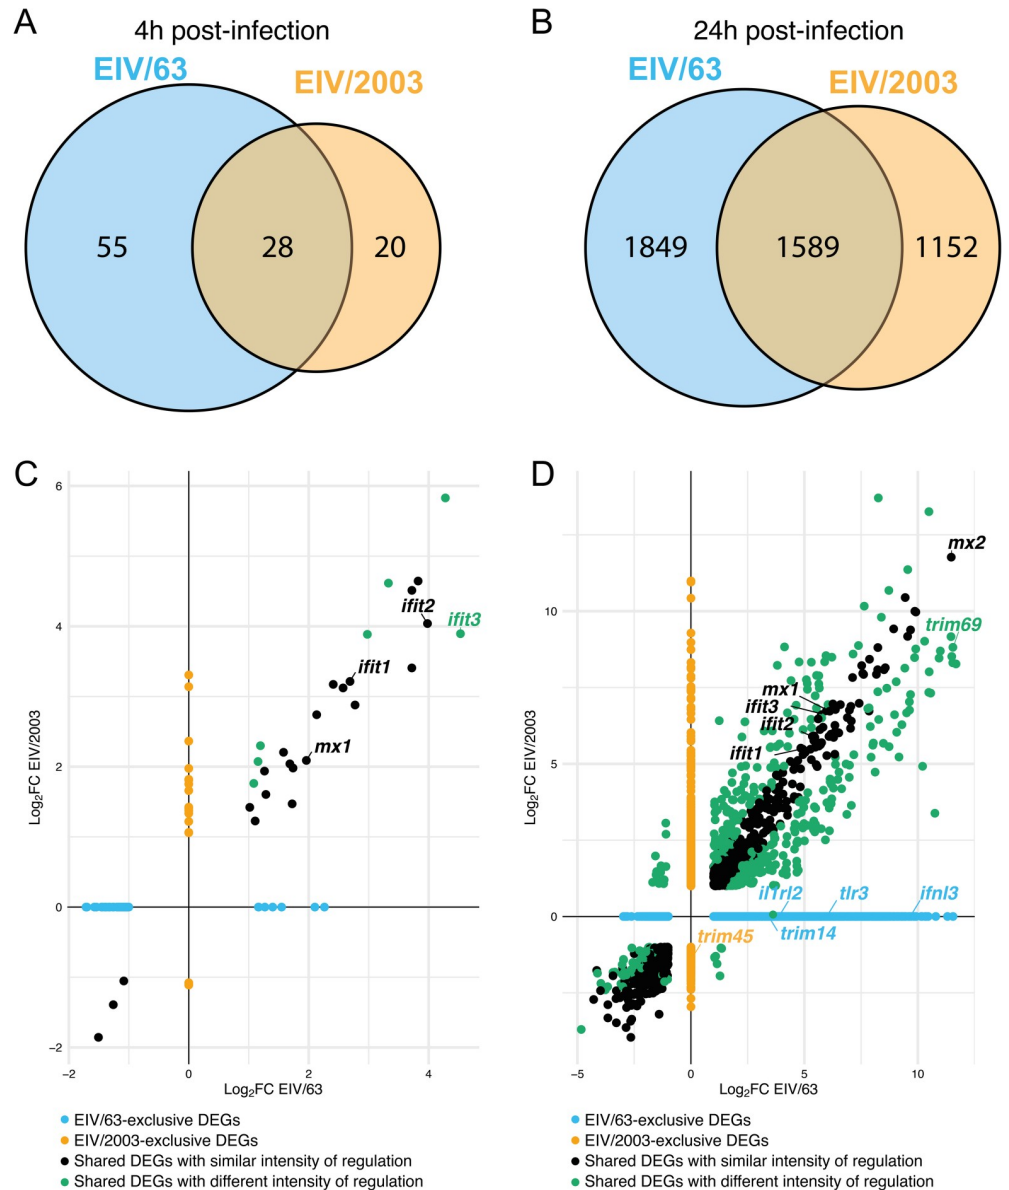 A
4h post-infection
EIV/63
EIV/2003
55
28
20
B
24h post-infection
EIV/63
EIV/2003
1849
1589
1152
C
6
4
2
0
−2
Log2FC EIV/2003
ifit2
ifit3
ifit1
mx1
−2
0
2
4
Log2FC EIV/63
EIV/63-exclusive DEGs
EIV/2003-exclusive DEGs
Shared DEGs with similar intensity of regulation
Shared DEGs with different intensity of regulation
D
10
5
0
Log2FC EIV/2003
mx2
trim69
mx1
ifit3
ifit2
ifit1
il1rl2
tlr3
ifnl3
trim14
trim45
−5
0
5
10
Log2FC EIV/63
EIV/63-exclusive DEGs
EIV/2003-exclusive DEGs
Shared DEGs with similar intensity of regulation
Shared DEGs with different intensity of regulation